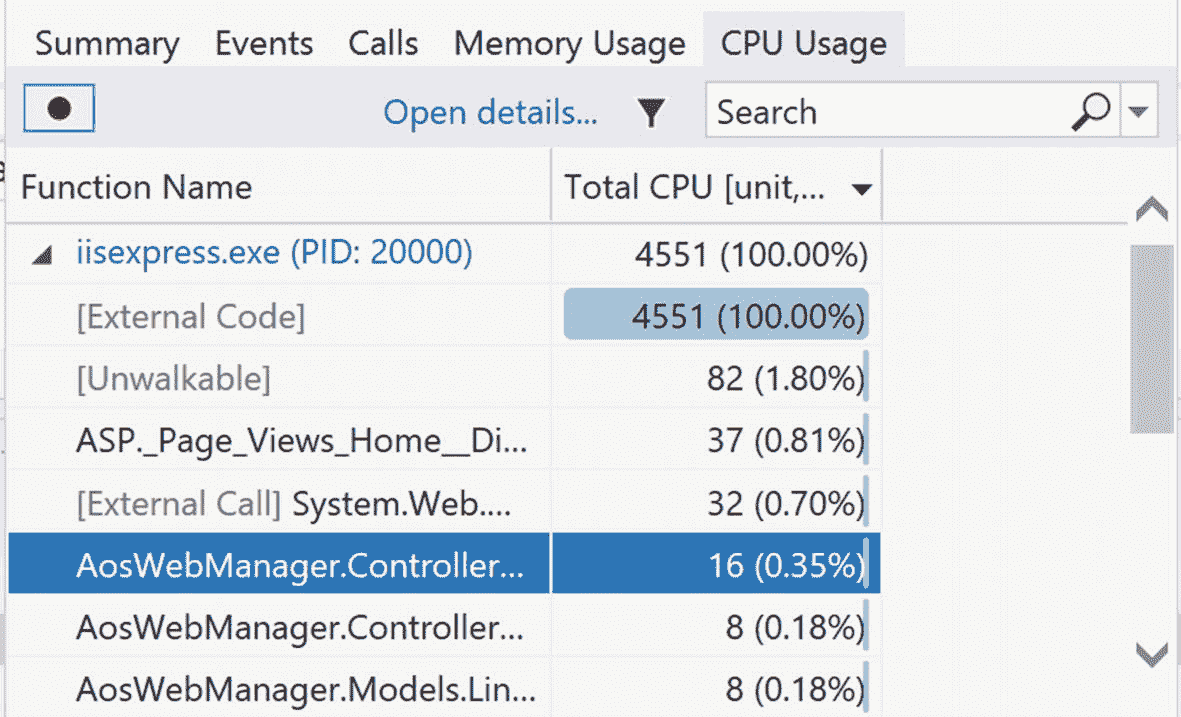 Summary Events Calls Memory Usage CPU Usage
Open details... Search
Function Name Total CPU [unit,...
iisexpress.exe (PID: 20000) 4551 (100.00%)
[External Code] 4551 (100.00%)
[Unwalkable] 82 (1.80%)
ASP._Page_Views_Home__Di... 37 (0.81%)
[External Call] System.Web.... 32 (0.70%)
AosWebManager.Controller... 16 (0.35%)
AosWebManager.Controller... 8 (0.18%)
AosWebManager.Models.Lin... 8 (0.18%)